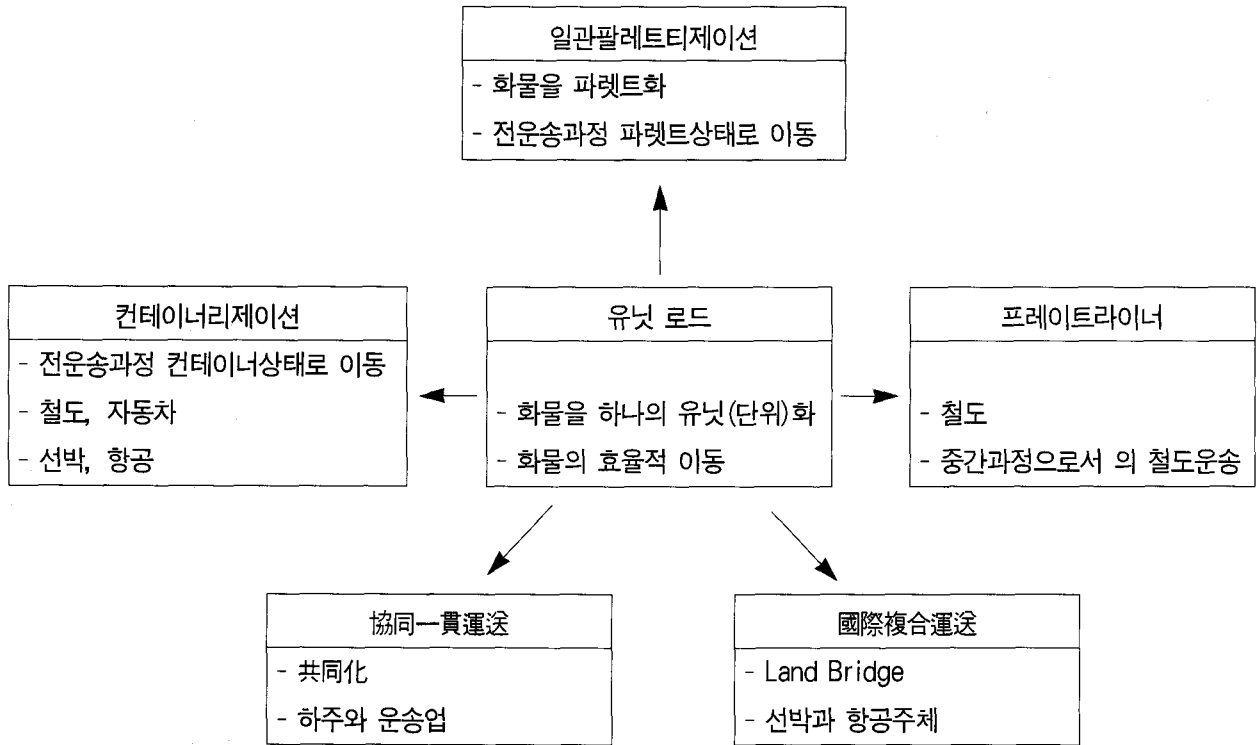 일관팔레트티제이션
- 화물을 파렛트화
- 전운송과정 파렛트상태로 이동
컨테이너리제이션
- 전운송과정 컨테이너상태로 이동
- 철도, 자동차
- 선박, 항공
유닛 로드
- 화물을 하나의 유닛(단위)화
- 화물의 효율적 이동
프레이트라이너
- 철도
- 중간과정으로서 의 철도운송
協同一貫運送
- 共同化
- 하주와 운송업
國際複合運送
- Land Bridge
- 선박과 항공주체